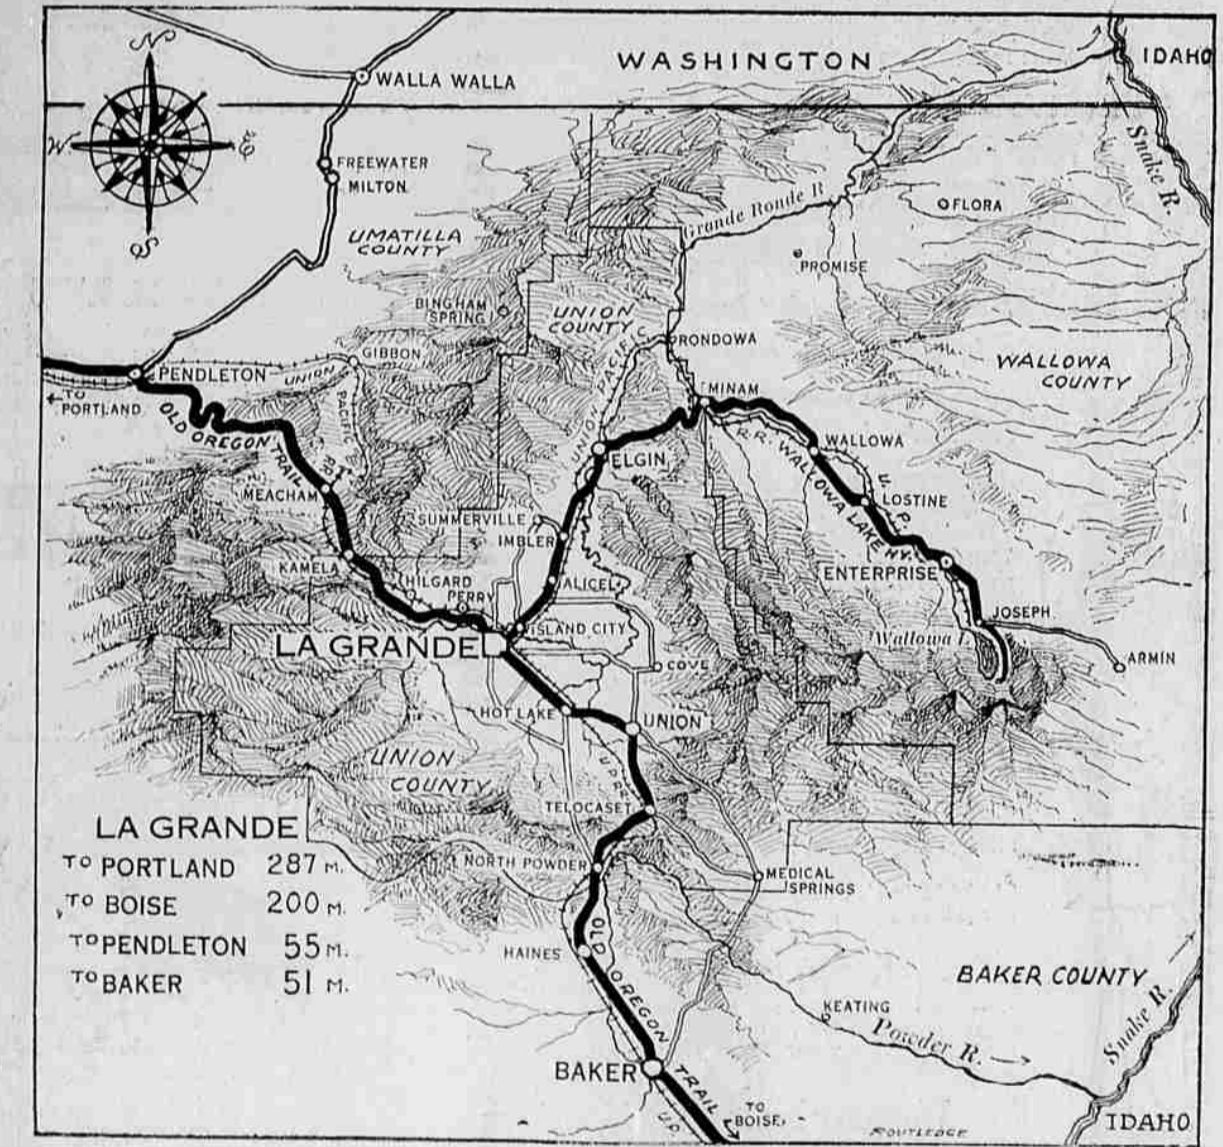 N
WASHINGTON
IDAHO
WALLA WALLA
W.
E
Snake R.
FREEWATER
MILTON
FLORA
Grande Ronde R
So
UMATILLA
COUNTY
PROMISE
BINGHAM
SPRING
UNION
COUNTY
RONDOWA
GIBBON
WALLOWA
COUNTY
PENDLETON
UNION
PACIFIC
UNION PACIFIC
MINAM
TO
PORTLAND
OLD OREGON TRAIL
R.R.
WALLOWA
ELGIN
WALLOWA LAKE HY.
U. P.
LOSTINE
MEACHAM
SUMMERVILLE
IMBLER
KAMELA
ENTERPRISE
HILGARD
ALICEL
PERRY
JOSEPH
ISLAND CITY
LA GRANDE
Wallowa L.
COVE
ARMIN
HOT LAKE
UNION
UNION
COUNTY
U.P.
TELOCASET
LA GRANDE
TO PORTLAND 287 M.
TO BOISE 200 M.
TO PENDLETON 55 M.
TO BAKER 51 M.
NORTH POWDER
MEDICAL
SPRINGS
HAINES
OLD OREGON TRAIL
BAKER COUNTY
KEATING
Powder R.
Snake R.
BAKER
TO
BOISE
U.P.
ROUTLEDGE
IDAHO